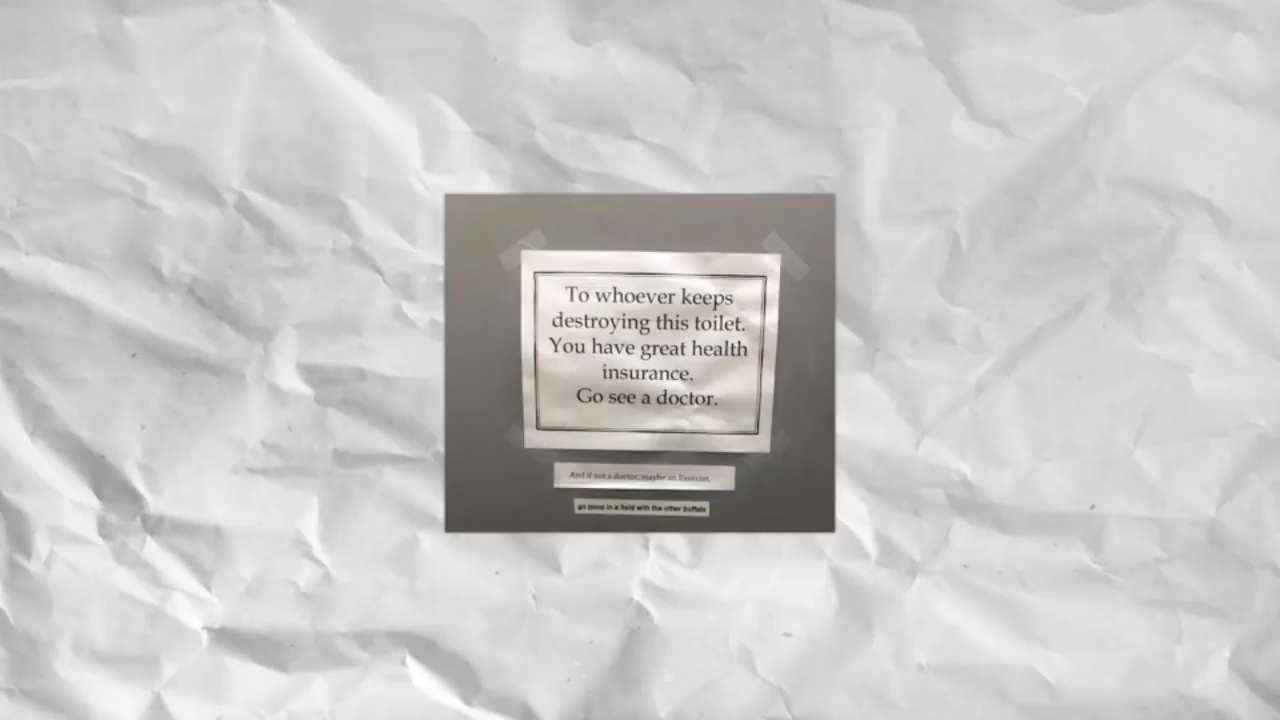 To whoever keeps
destroying this toilet.
You have great health
insurance.
Go see a doctor.
And if not a doctor, maybe an Exorcist.
go poop in a field with the other buffalo